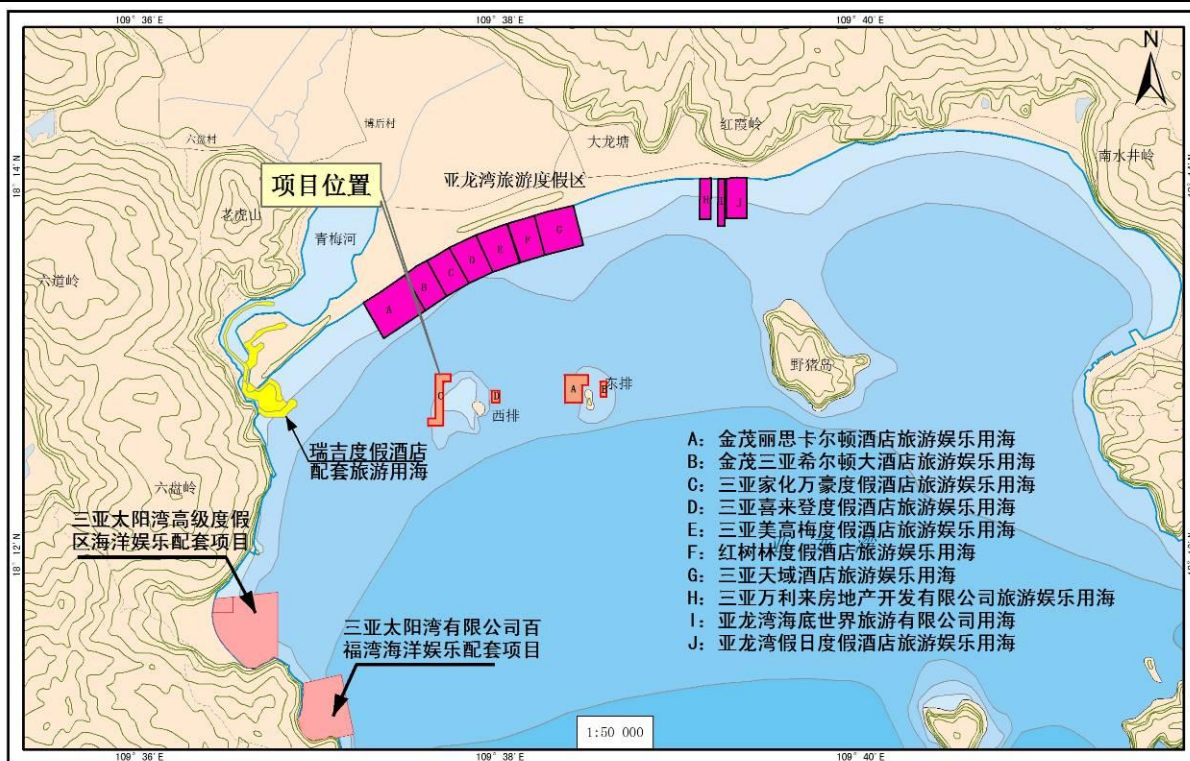 109° 36′ E
109° 38′ E
109° 40′ E
N
六盘村
博后村
大龙塘
红霞岭
南水井岭
18° 14′ N
项目位置
亚龙湾旅游度假区
老虎山
青梅河
六道岭
A
B
C
D
E
F
G
H
I
J
野猪岛
C
D
西排
A
B
东排
瑞吉度假酒店
配套旅游用海
六盘岭
三亚太阳湾高级度假
区海洋娱乐配套项目
三亚太阳湾有限公司百
福湾海洋娱乐配套项目
A: 金茂丽思卡尔顿酒店旅游娱乐用海
B: 金茂三亚希尔顿大酒店旅游娱乐用海
C: 三亚家化万豪度假酒店旅游娱乐用海
D: 三亚喜来登度假酒店旅游娱乐用海
E: 三亚美高梅度假酒店旅游娱乐用海
F: 红树林度假酒店旅游娱乐用海
G: 三亚天域酒店旅游娱乐用海
H: 三亚万利来房地产开发有限公司旅游娱乐用海
I: 亚龙湾海底世界旅游有限公司用海
J: 亚龙湾假日度假酒店旅游娱乐用海
18° 12′ N
1:50 000
109° 36′ E
109° 38′ E
109° 40′ E